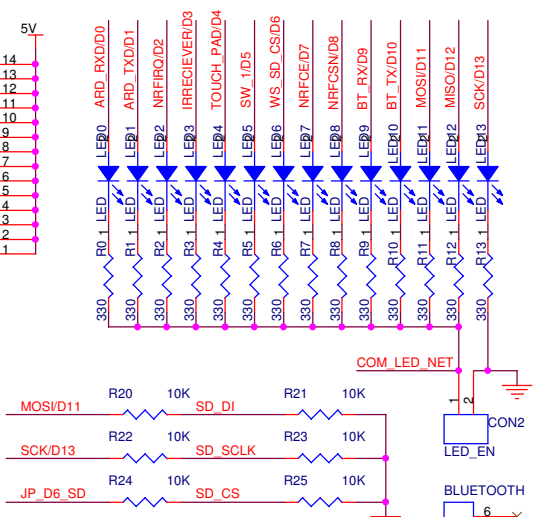 5V
14
13
12
11
10
9
8
7
6
5
4
3
2
1
ARD_RXD/D0
ARD_TXD/D1
NRFIRQ/D2
IRRECIEVER/D3
TOUCH_PAD/D4
SW_1/D5
WS_SD_CS/D6
NRFCE/D7
NRFCSN/D8
BT_RX/D9
BT_TX/D10
MOSI/D11
MISO/D12
SCK/D13
LED0
LED1
LED2
LED3
LED4
LED5
LED6
LED7
LED8
LED9
LED10
LED11
LED12
LED13
LED
LED
LED
LED
LED
LED
LED
LED
LED
LED
LED
LED
LED
LED
1
1
1
1
1
1
1
1
1
1
1
1
1
1
R0
R1
R2
R3
R4
R5
R6
R7
R8
R9
R10
R11
R12
R13
330
330
330
330
330
330
330
330
330
330
330
330
330
330
COM_LED_NET
1
2
CON2
LED_EN
R20 10K R21 10K
MOSI/D11 SD_DI
R22 10K R23 10K
SCK/D13 SD_SCLK
R24 10K R25 10K
JP_D6_SD SD_CS
BLUETOOTH
6